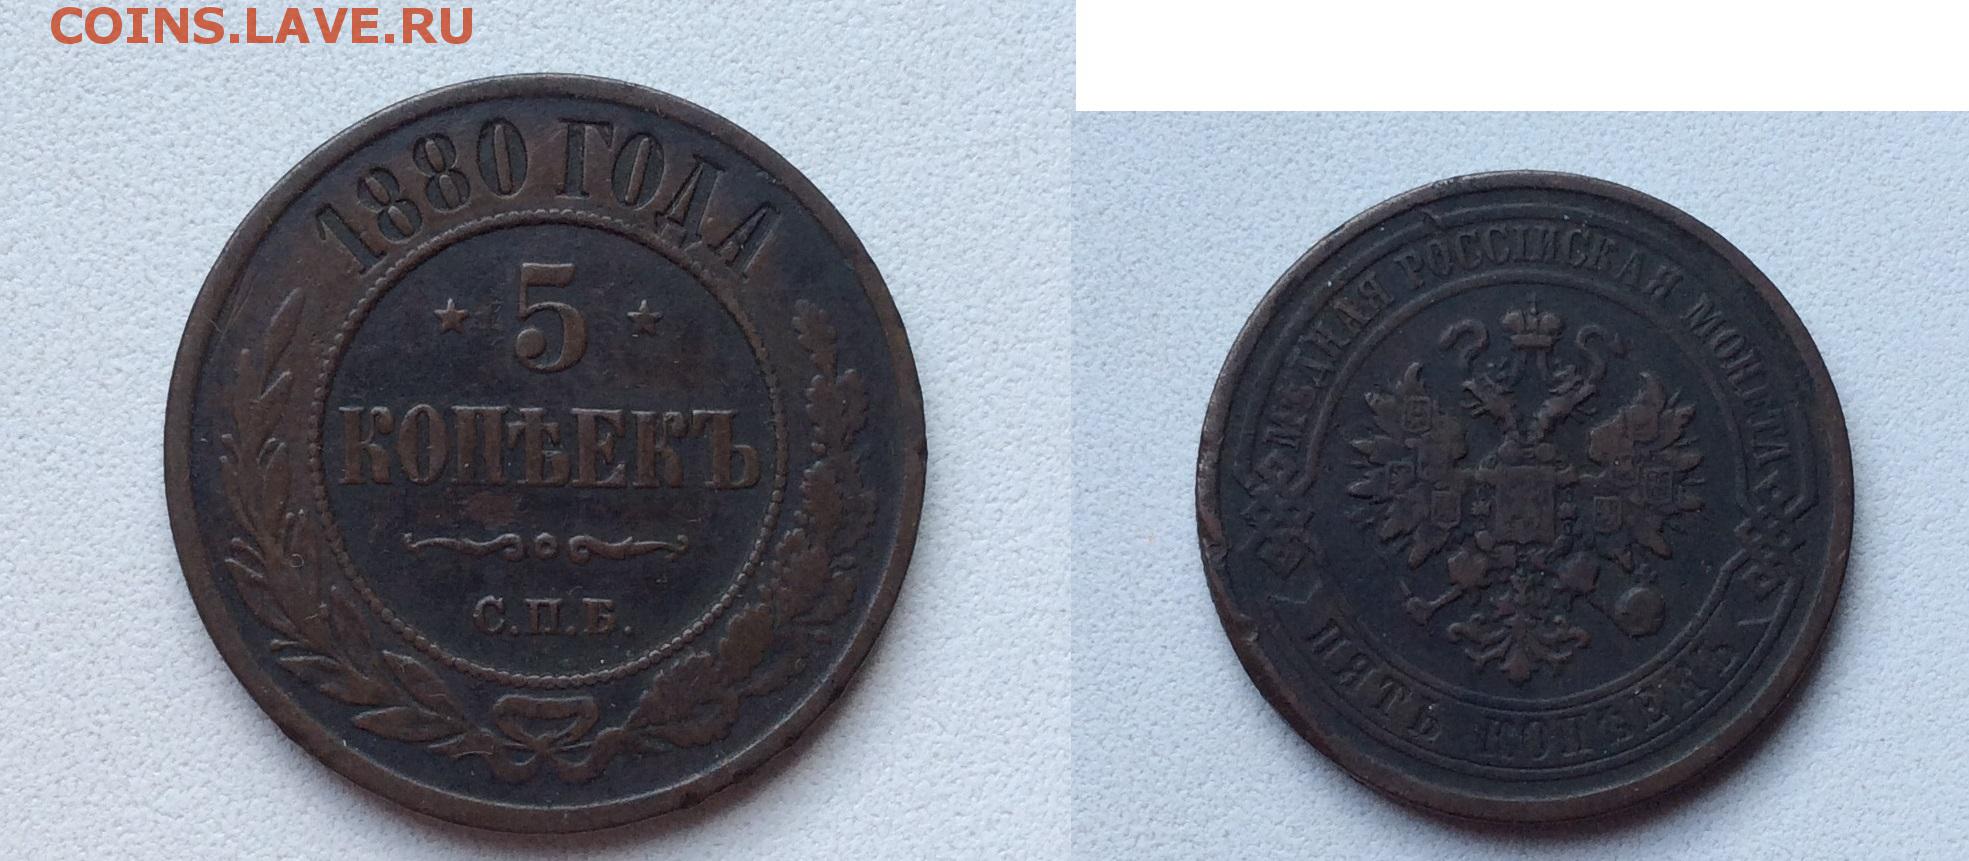 COINS.LAVE.RU
1880 ГОДА
5
КОПѢЕКЪ
С.П.Б.
МѢДНАЯ РОССІЙСКАЯ МОНЕТА
ПЯТЬ КОПѢЕКЪ